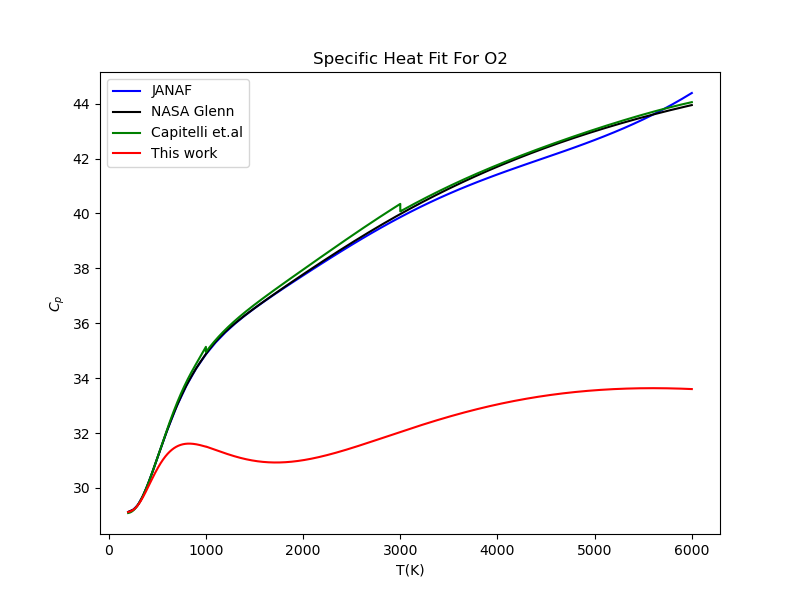 Specific Heat Fit For O2
JANAF
NASA Glenn
Capitelli et.al
This work
44
42
40
38
36
34
32
30
C_p
0 1000 2000 3000 4000 5000 6000
T(K)